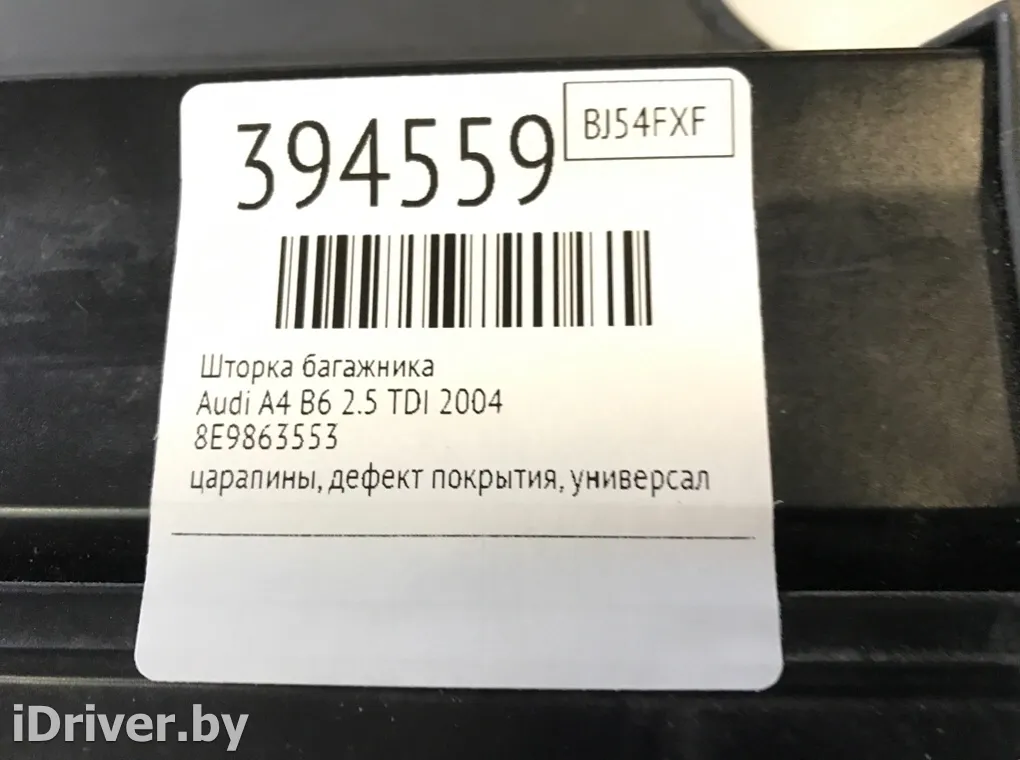 394559
BJ54FXF
Шторка багажника
Audi A4 B6 2.5 TDI 2004
8E9863553
царапины, дефект покрытия, универсал
iDriver.by